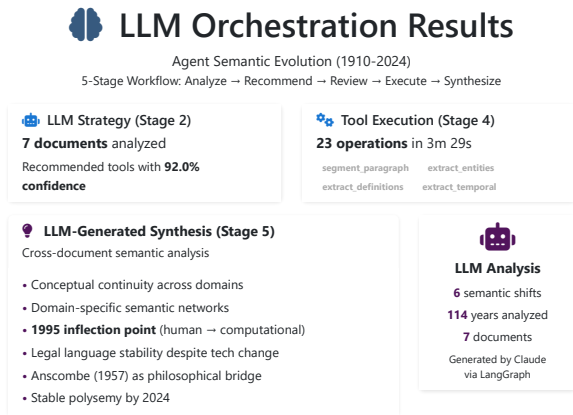 LLM Orchestration Results
Agent Semantic Evolution (1910-2024)
5-Stage Workflow: Analyze → Recommend → Review → Execute → Synthesize
LLM Strategy (Stage 2)
7 documents analyzed
Recommended tools with 92.0%
confidence
Tool Execution (Stage 4)
23 operations in 3m 29s
segment_paragraph extract_entities
extract_definitions extract_temporal
LLM-Generated Synthesis (Stage 5)
Cross-document semantic analysis
• Conceptual continuity across domains
• Domain-specific semantic networks
• 1995 inflection point (human → computational)
• Legal language stability despite tech change
• Anscombe (1957) as philosophical bridge
• Stable polysemy by 2024
LLM Analysis
6 semantic shifts
114 years analyzed
7 documents
Generated by Claude
via LangGraph